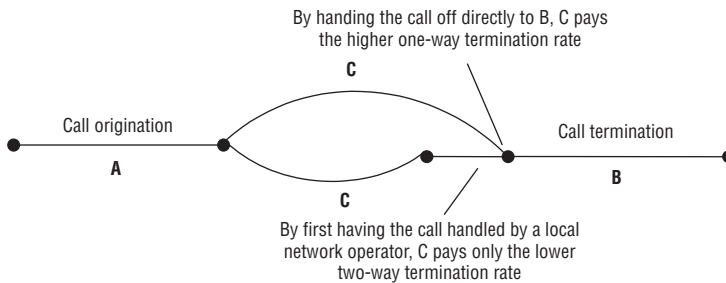 By handing the call off directly to B, C pays
the higher one-way termination rate
C
Call origination
Call termination
A
B
C
By first having the call handled by a local
network operator, C pays only the lower
two-way termination rate